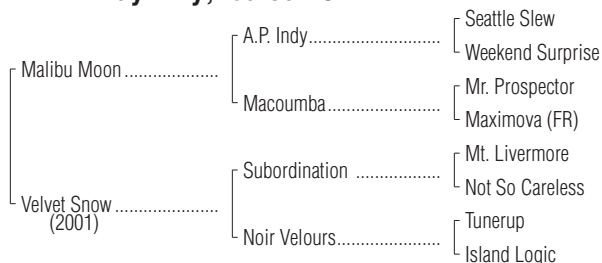 Seattle Slew
A.P. Indy
Weekend Surprise
Malibu Moon
Mr. Prospector
Macoumba
Maximova (FR)
Mt. Livermore
Subordination
Not So Careless
Velvet Snow
(2001)
Tunerup
Noir Velours
Island Logic